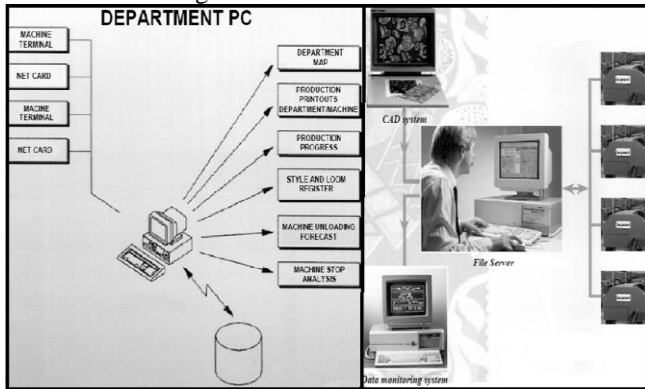 DEPARTMENT PC
MACHINE
TERMINAL
NET CARD
MACINE
TERMINAL
NET CARD
DEPARTMENT
MAP
PRODUCTION
PRINTOUTS
DEPARTMENT/MACHINE
PRODUCTION
PROGRESS
STYLE AND LOOM
REGISTER
MACHINE UNLOADING
FORECAST
MACHINE STOP
ANALYSIS
CAD system
File Server
Data monitoring system